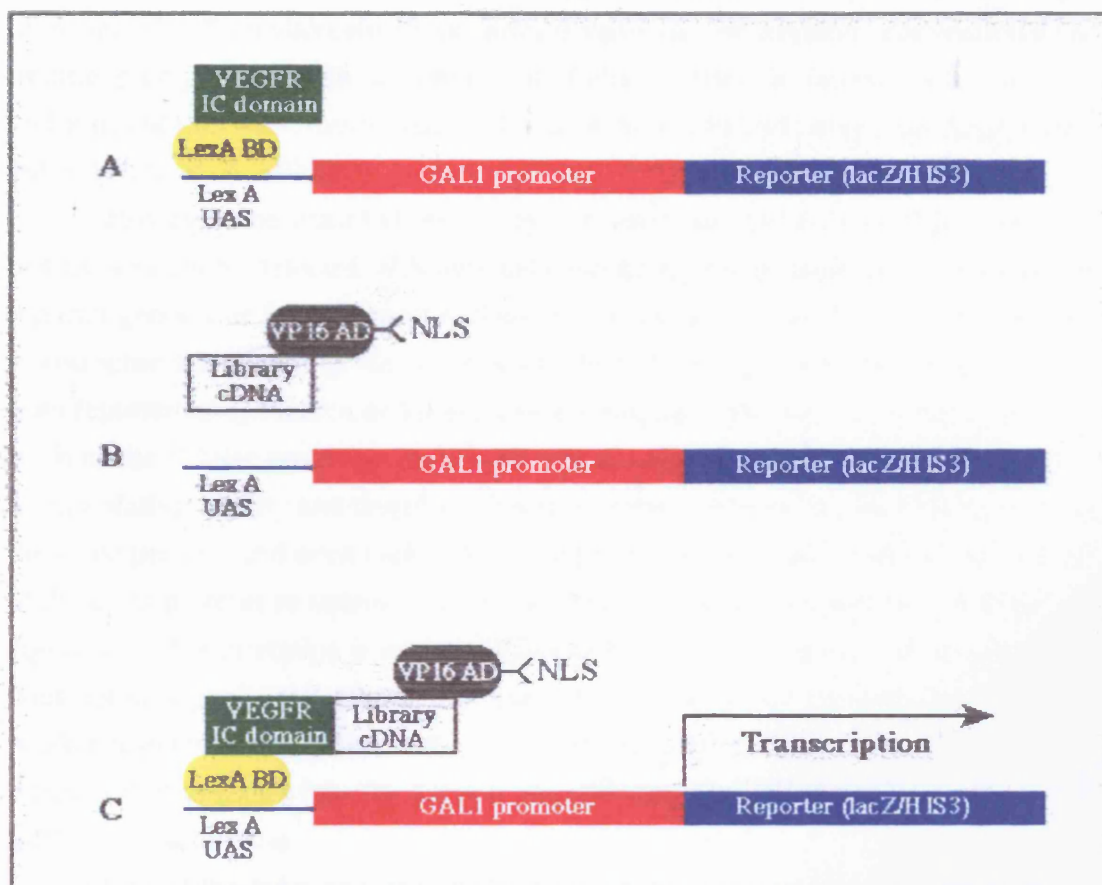 VEGFR
IC domain
LexA BD
A
GAL1 promoter
Reporter (lacZ/HIS3)
Lex A
UAS
VP16 AD
NLS
Library
cDNA
B
GAL1 promoter
Reporter (lacZ/HIS3)
Lex A
UAS
VP16 AD
NLS
VEGFR
IC domain
Library
cDNA
Transcription
LexA BD
C
GAL1 promoter
Reporter (lacZ/HIS3)
Lex A
UAS